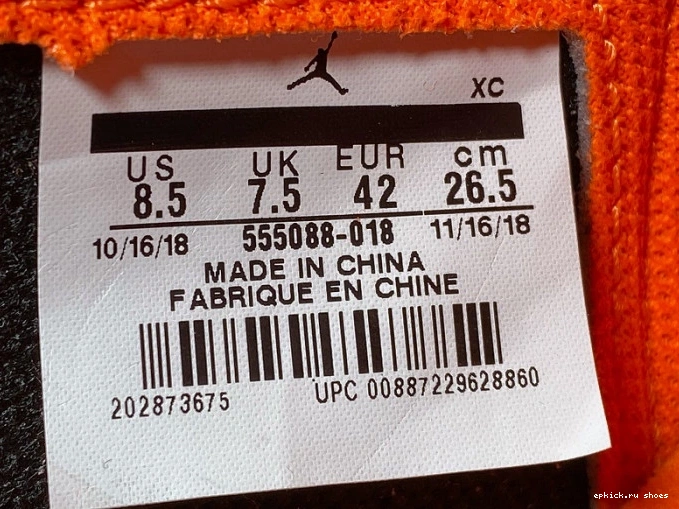 XC
US UK EUR cm
8.5 7.5 42 26.5
10/16/18 555088-018 11/16/18
MADE IN CHINA
FABRIQUE EN CHINE
202873675 UPC 00887229628860
epkick.ru shoes